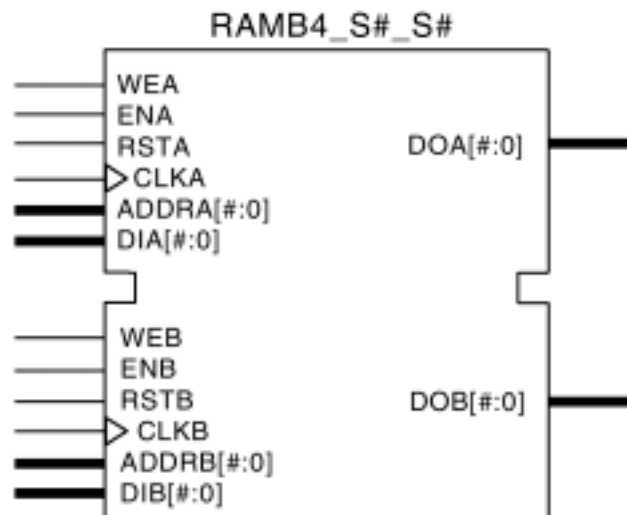 RAMB4_S#_S#
WEA
ENA
RSTA
CLKA
ADDRA[#:0]
DIA[#:0]
DOA[#:0]
WEB
ENB
RSTB
CLKB
ADDRB[#:0]
DIB[#:0]
DOB[#:0]